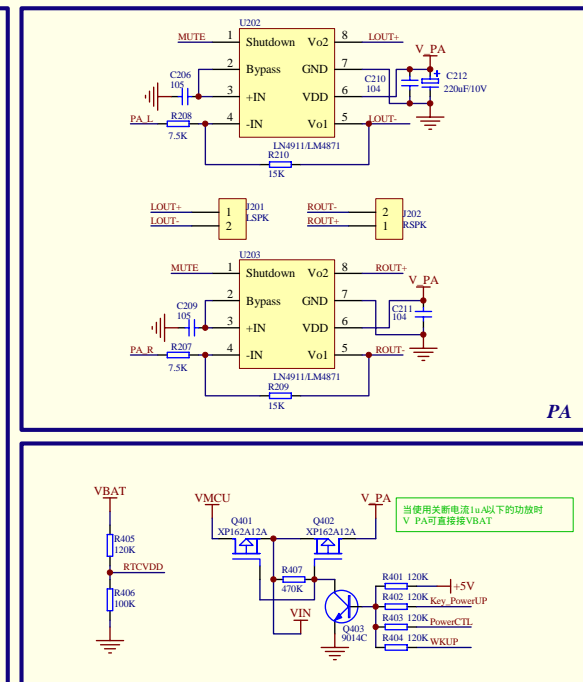 U202
MUTE 1 Shutdown Vo2 8 LOUT+
V_PA
2 Bypass GND 7
C206
105
C210
104
C212
220uF/10V
3 +IN VDD 6
PA_L R208 4 -IN Vo1 5 LOUT-
7.5K
LN4911/LM4871
R210
15K
LOUT+ 1 J201
LOUT- 2 LSPK
ROUT- 2 J202
ROUT+ 1 RSPK
U203
MUTE 1 Shutdown Vo2 8 ROUT+
V_PA
2 Bypass GND 7
C209
105
C211
104
3 +IN VDD 6
PA_R R207 4 -IN Vo1 5 ROUT-
7.5K
LN4911/LM4871
R209
15K
PA
VBAT
VMCU
V_PA
Q401
XP162A12A
Q402
XP162A12A
当使用关断电流1uA以下的功放时
V_PA可直接接VBAT
R405
120K
RTCVDD
R406
100K
R407
470K
VIN
Q403
9014C
R401 120K +5V
R402 120K Key_PowerUP
R403 120K PowerCTL
R404 120K WKUP